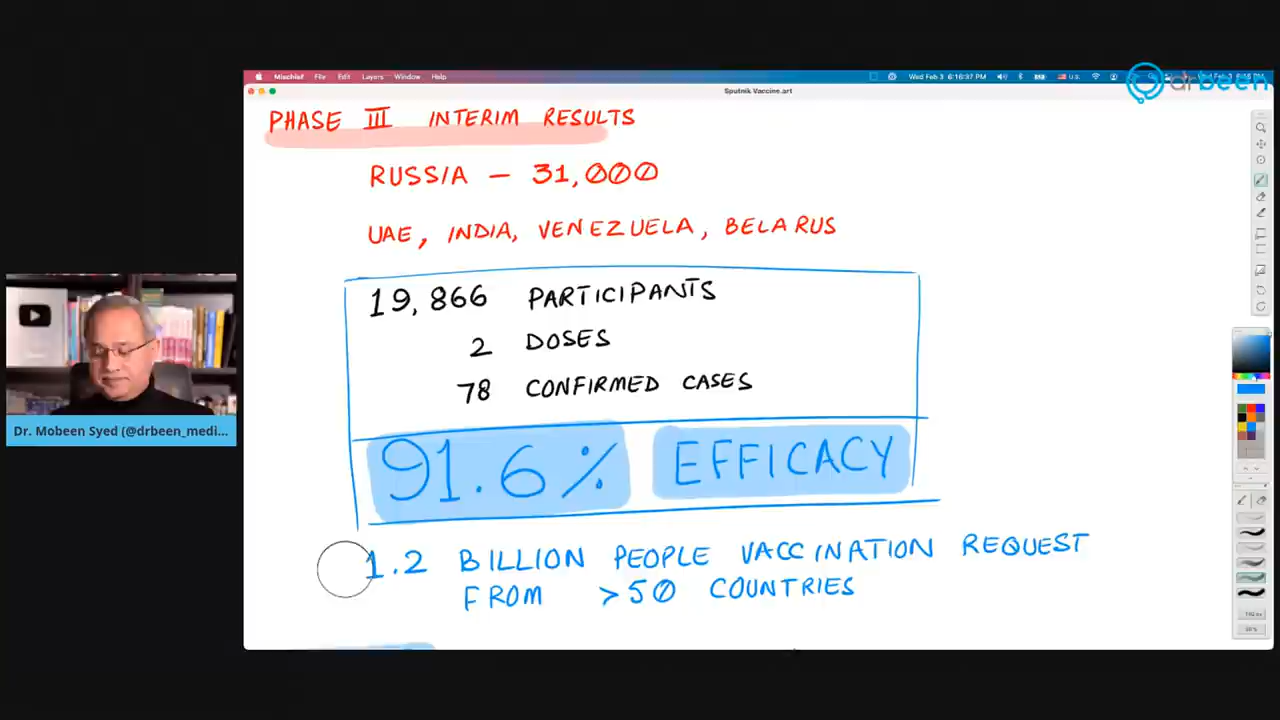 Mischief File Edit Layers Window Help
Wed Feb 3 6:16:37 PM
U.S.
drbeen
Sputnik Vaccine.art
PHASE III INTERIM RESULTS
RUSSIA - 31,000
UAE, INDIA, VENEZUELA, BELARUS
19,866 PARTICIPANTS
2 DOSES
78 CONFIRMED CASES
91.6% EFFICACY
1.2 BILLION PEOPLE VACCINATION REQUEST
FROM >50 COUNTRIES
Dr. Mobeen Syed (@drbeen_medi...